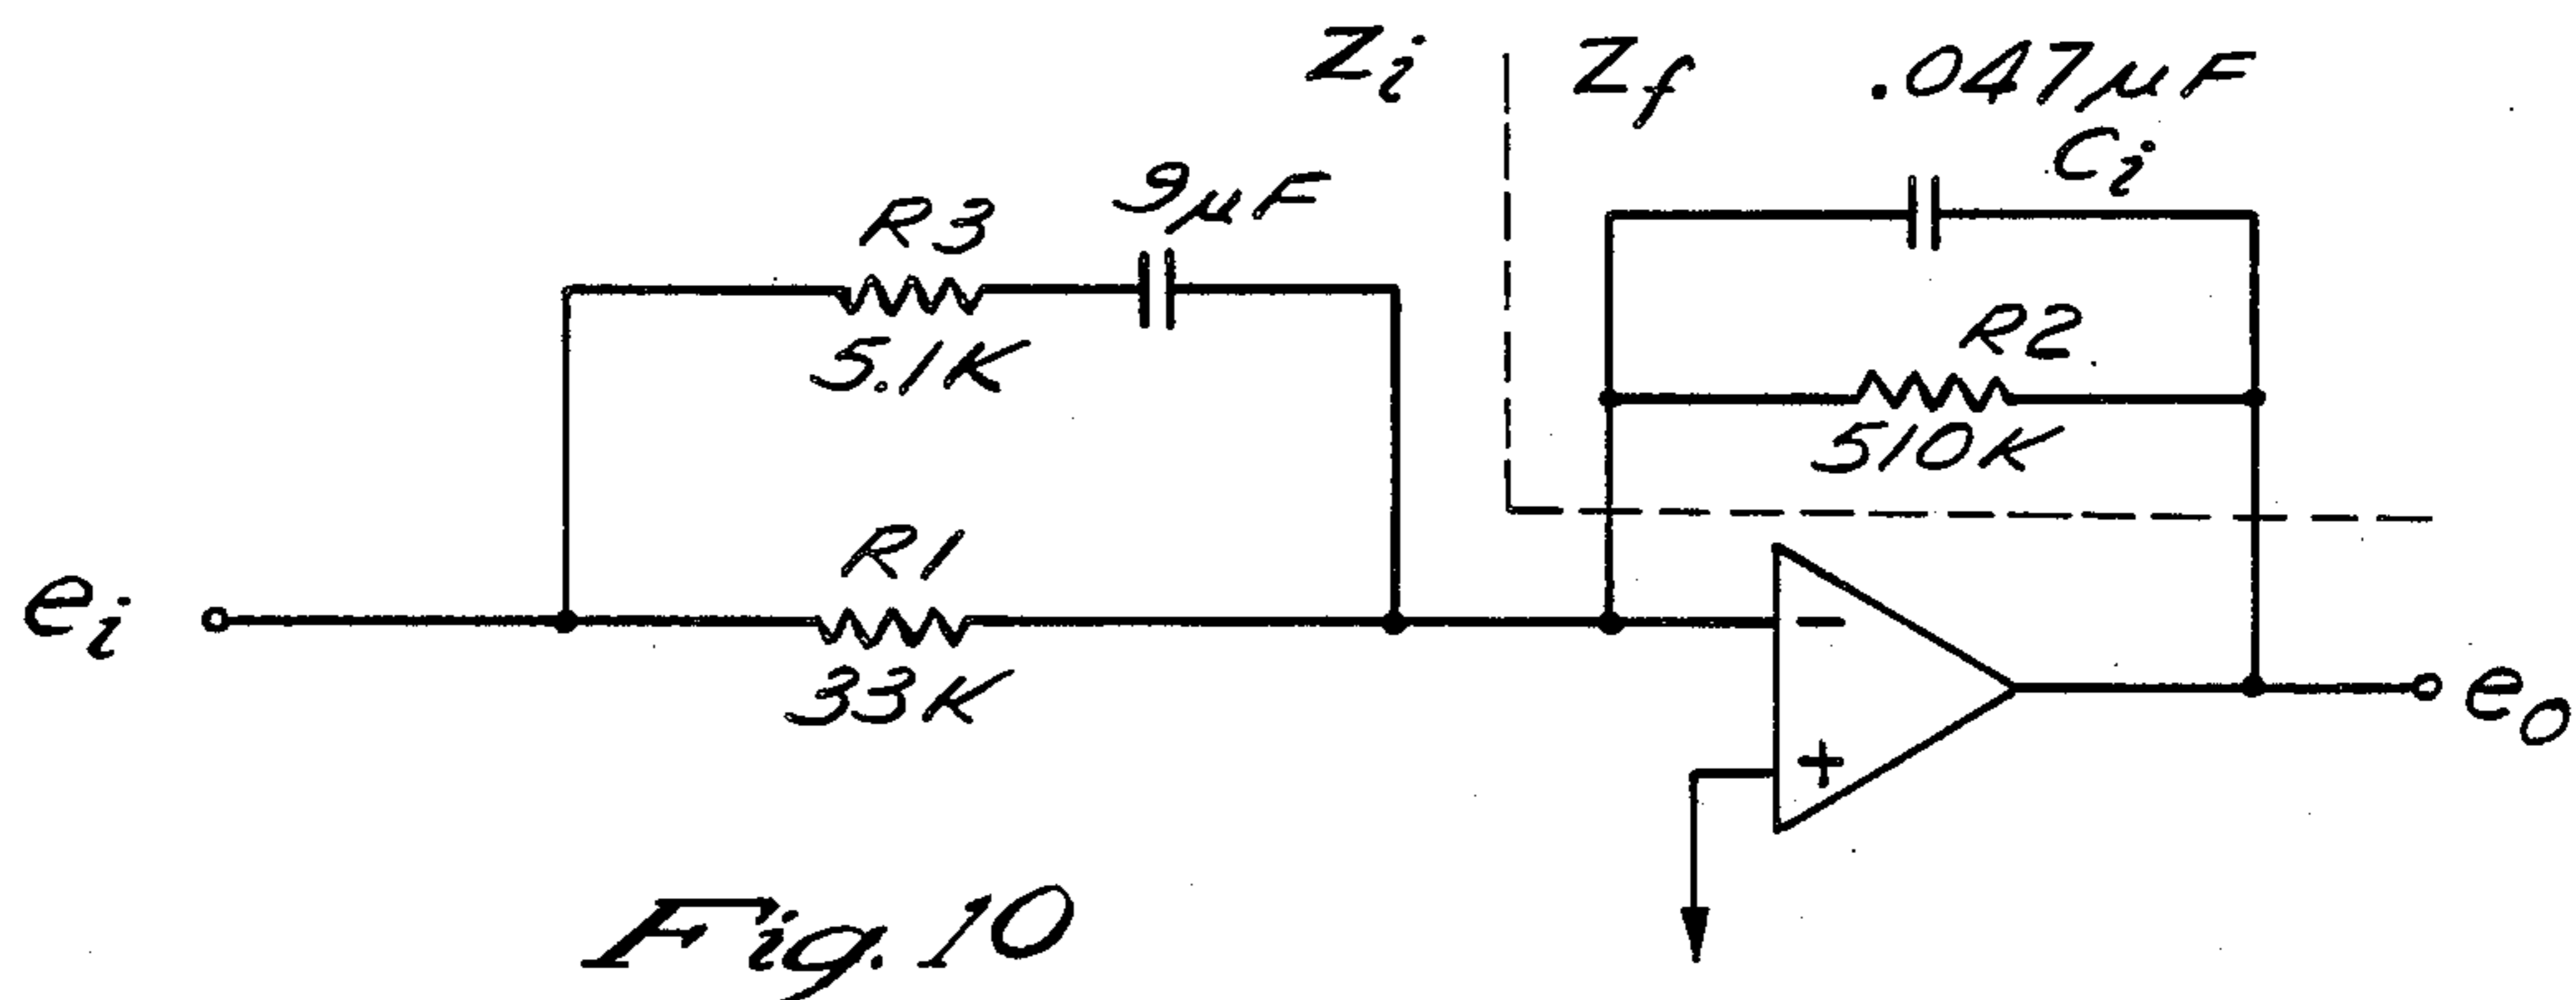 Zi
Zf
.047µF
Ci
R3
9µF
5.1K
R2
510K
R1
33K
ei
−
+
eo
Fig. 10